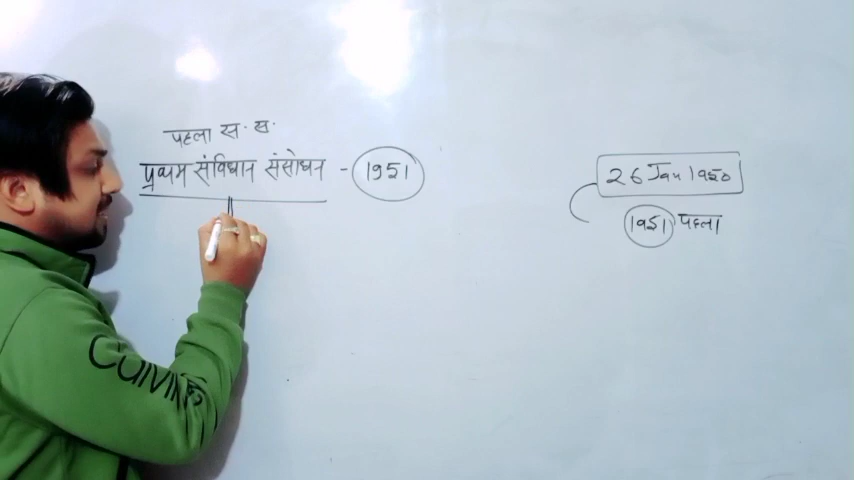 पहला स. स.
प्रथम संविधान संसोधन - 1951
26 Jan 1950
1951 पहला